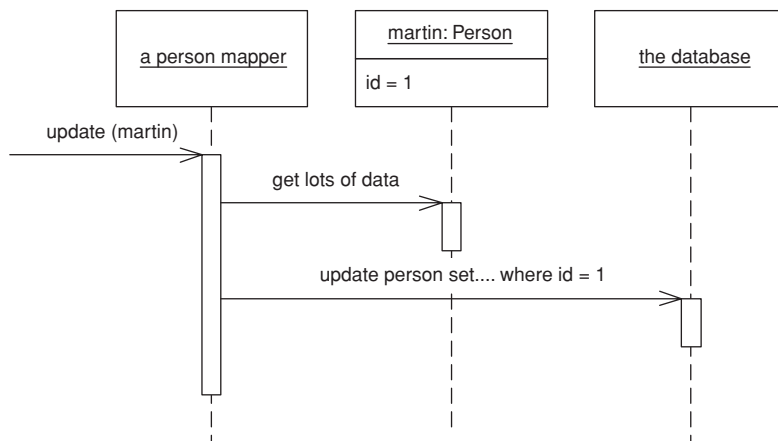 a person mapper
martin: Person
id = 1
the database
update (martin)
get lots of data
update person set.... where id = 1